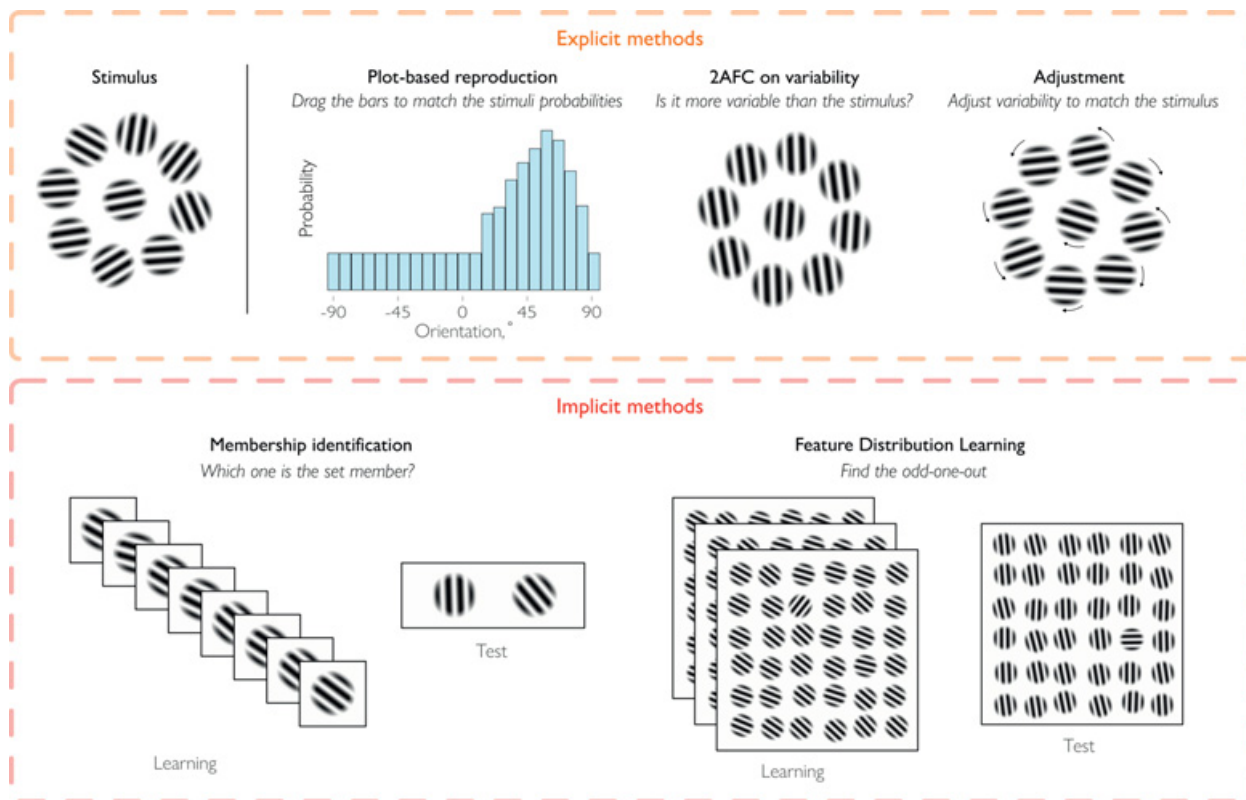 Explicit methods
Stimulus
Plot-based reproduction
Drag the bars to match the stimuli probabilities
Probability
-90 -45 0 45 90
Orientation,°
2AFC on variability
Is it more variable than the stimulus?
Adjustment
Adjust variability to match the stimulus
Implicit methods
Membership identification
Which one is the set member?
Learning
Test
Feature Distribution Learning
Find the odd-one-out
Learning
Test